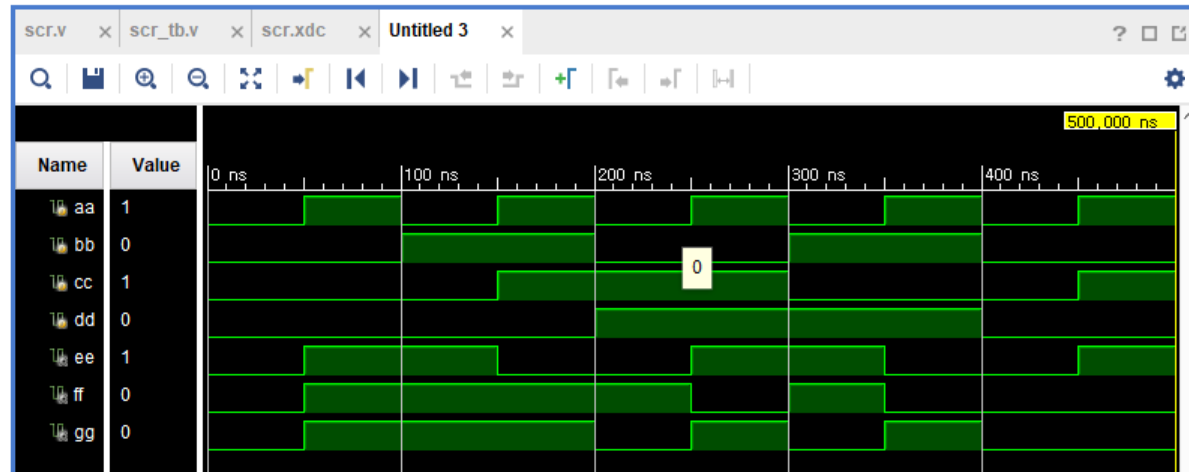 scr.v × scr_tb.v × scr.xdc × Untitled 3 × ?
500,000 ns
Name Value 0 ns 100 ns 200 ns 300 ns 400 ns
aa 1
bb 0
0
cc 1
dd 0
ee 1
ff 0
gg 0